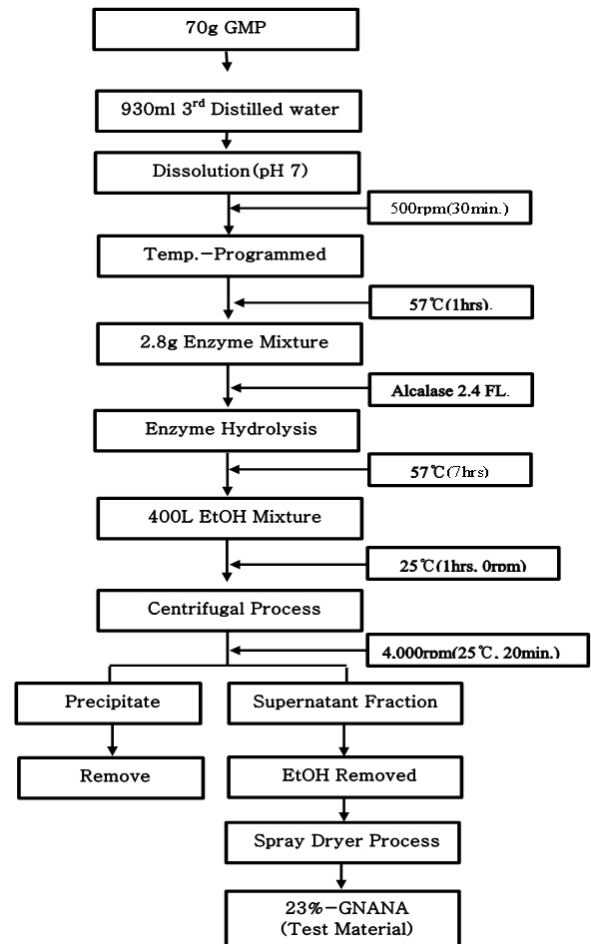 70g GMP
930ml 3rd Distilled water
Dissolution(pH 7)
500rpm(30min.)
Temp.-Programmed
57℃(1hrs).
2.8g Enzyme Mixture
Alcalase 2.4 FL.
Enzyme Hydrolysis
57℃(7hrs)
400L EtOH Mixture
25℃(1hrs. 0rpm)
Centrifugal Process
4,000rpm(25℃. 20min.)
Precipitate
Supernatant Fraction
Remove
EtOH Removed
Spray Dryer Process
23%-GNANA
(Test Material)